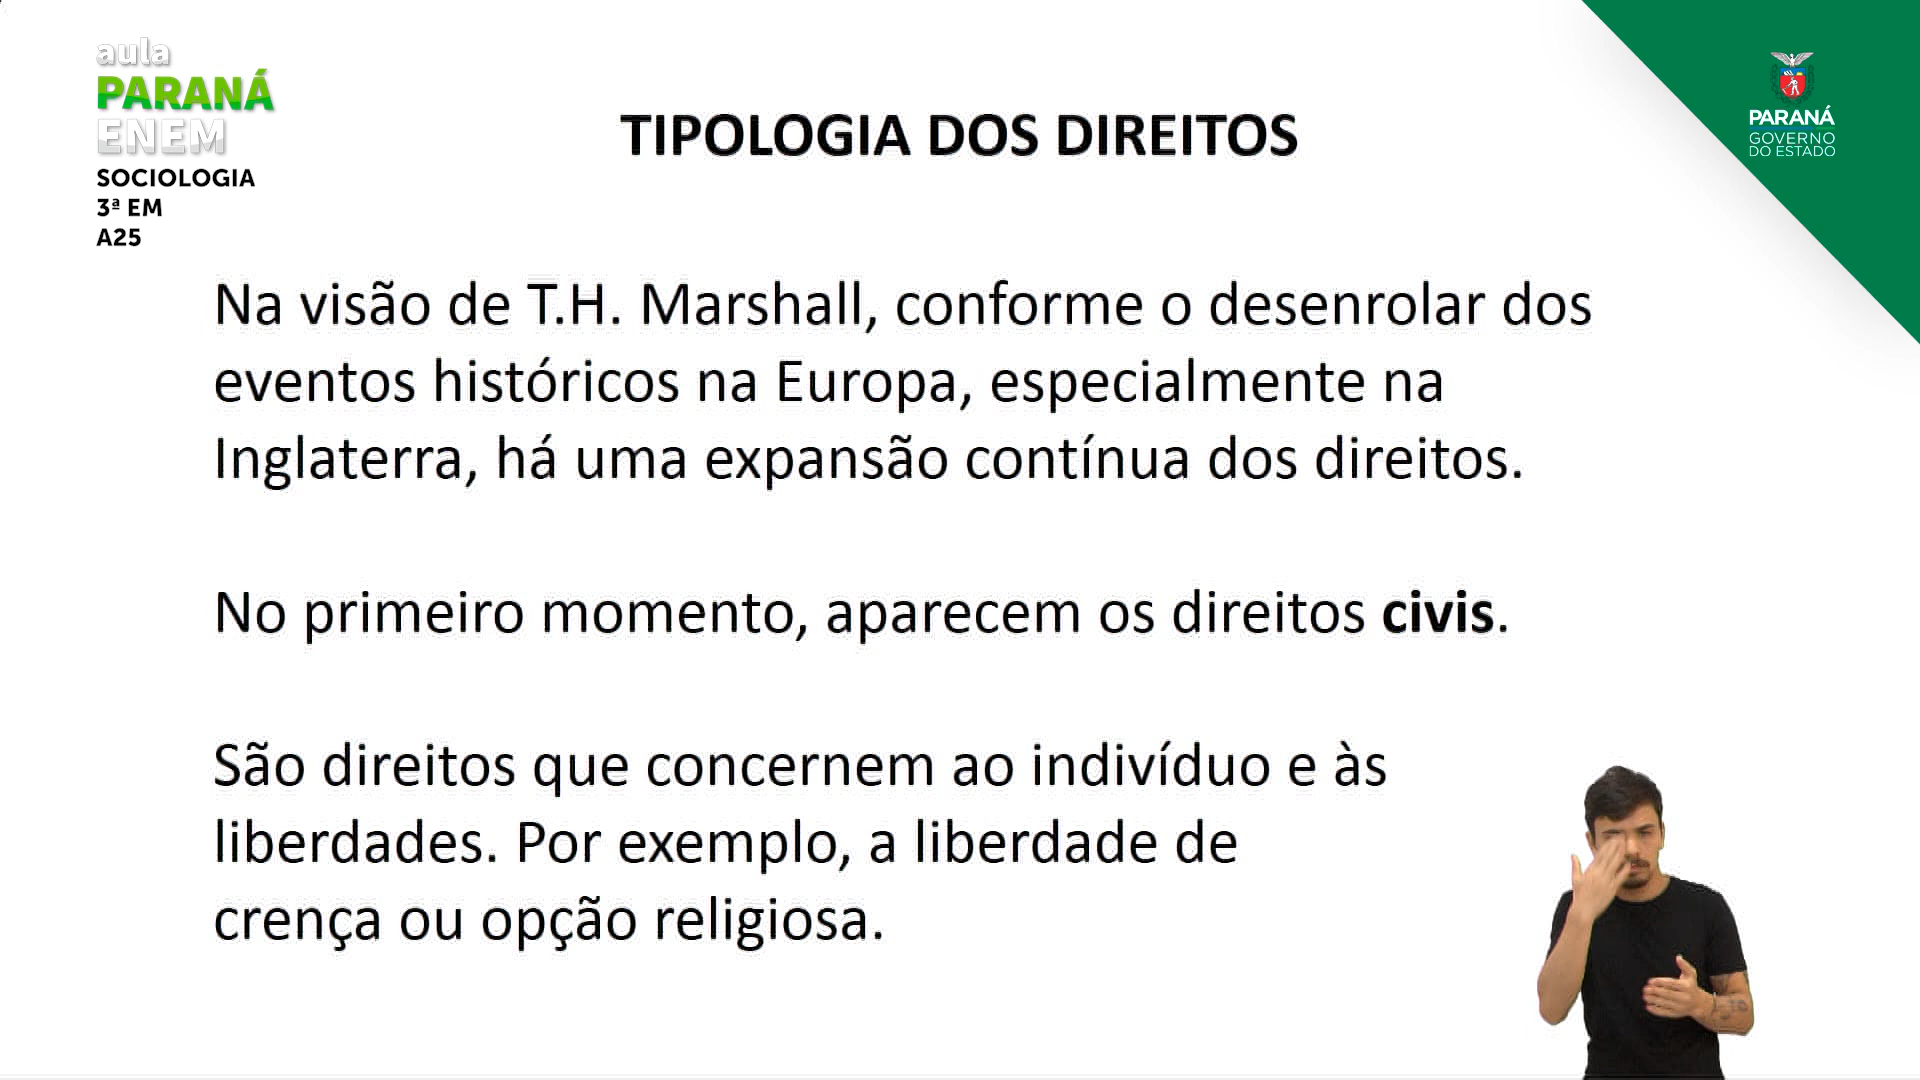 aula
PARANÁ
ENEM
SOCIOLOGIA
3ª EM
A25
TIPOLOGIA DOS DIREITOS
PARANÁ
GOVERNO
DO ESTADO
Na visão de T.H. Marshall, conforme o desenrolar dos
eventos históricos na Europa, especialmente na
Inglaterra, há uma expansão contínua dos direitos.
No primeiro momento, aparecem os direitos civis.
São direitos que concernem ao indivíduo e às
liberdades. Por exemplo, a liberdade de
crença ou opção religiosa.